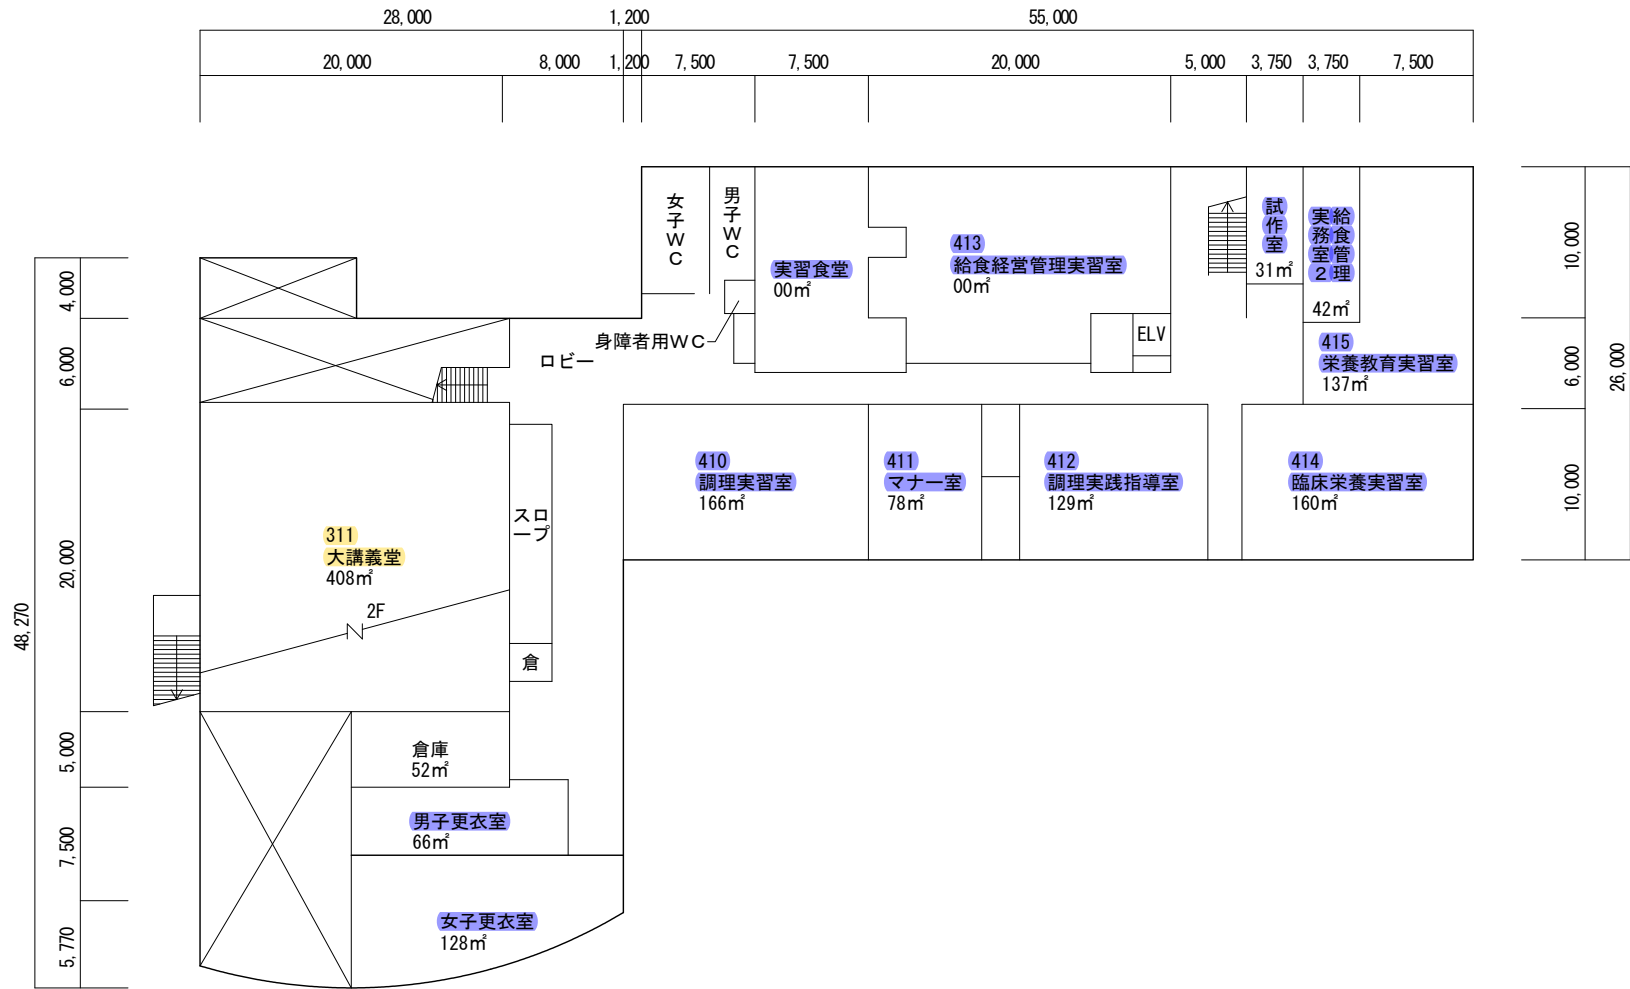 28,000
1,200
55,000
20,000
8,000
1,200
7,500
7,500
20,000
5,000
3,750
3,750
7,500
女子WC
男子WC
身障者用WC
実習食堂
00㎡
413
給食経営管理実習室
00㎡
ELV
試作室
31㎡
給食管理
実務室2
42㎡
415
栄養教育実習室
137㎡
ロビー
410
調理実習室
166㎡
411
マナー室
78㎡
412
調理実践指導室
129㎡
414
臨床栄養実習室
160㎡
スロープ
311
大講義堂
408㎡
2F
倉
倉庫
52㎡
男子更衣室
66㎡
女子更衣室
128㎡
4,000
6,000
20,000
5,000
7,500
5,770
48,270
10,000
6,000
10,000
26,000